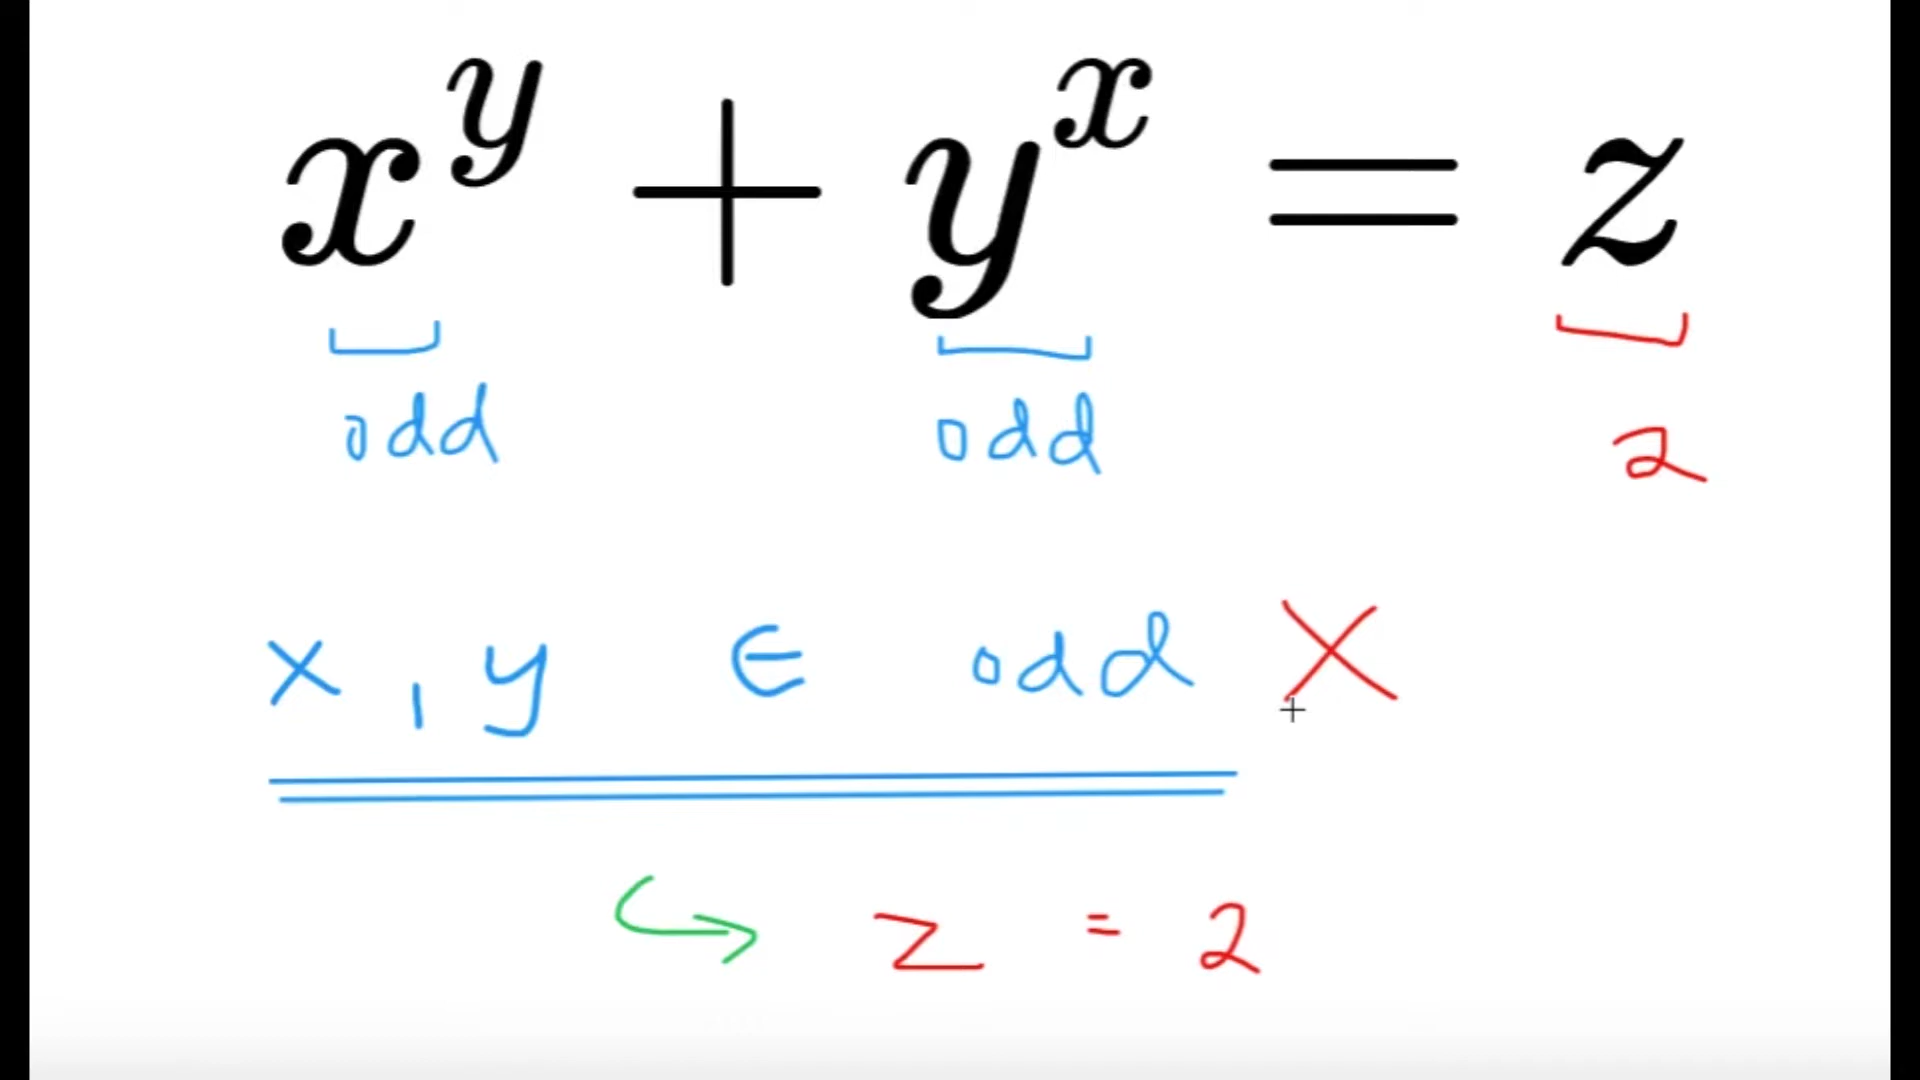 x^y + y^x = z
odd odd 2
x, y ∈ odd X
z = 2